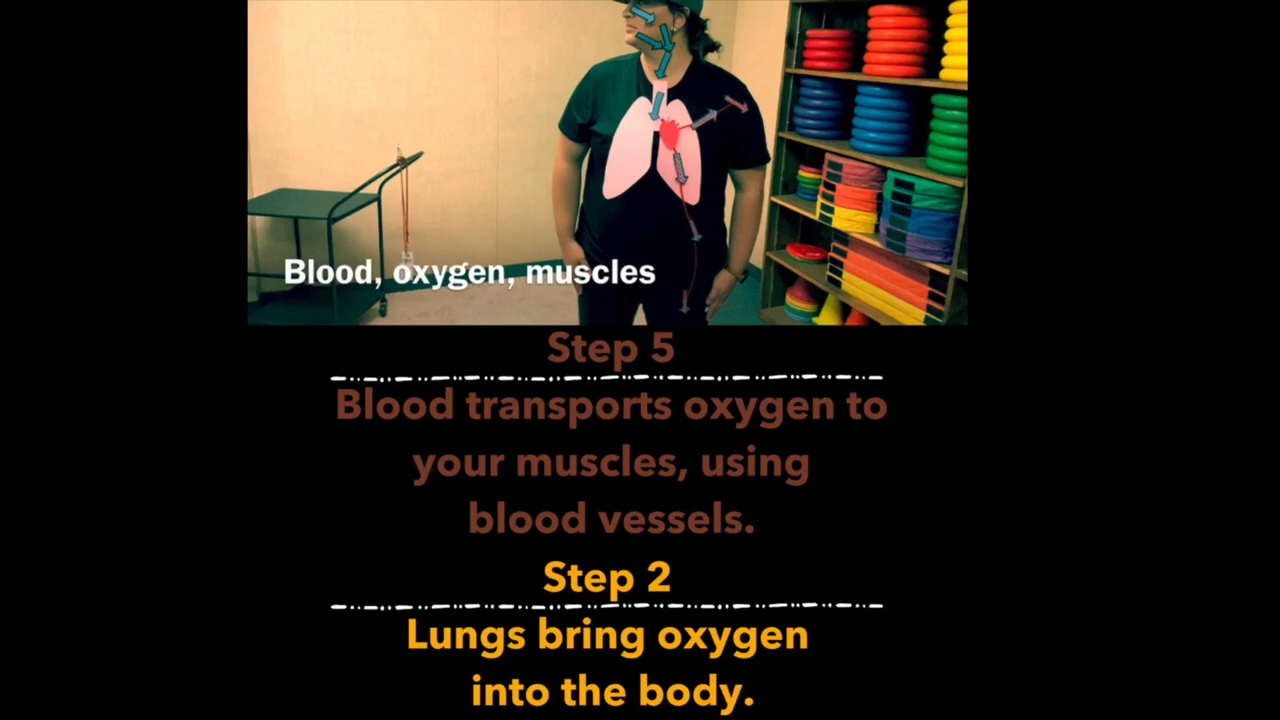 Blood, oxygen, muscles
Step 5
Blood transports oxygen to
your muscles, using
blood vessels.
Step 2
Lungs bring oxygen
into the body.